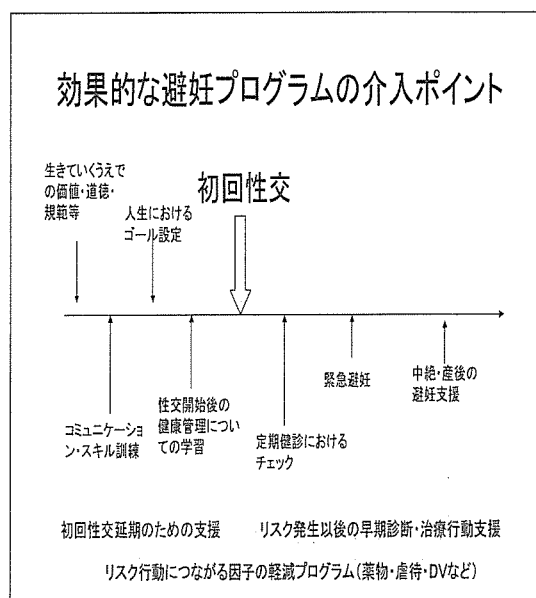 効果的な避妊プログラムの介入ポイント
生きていくうえで
の価値・道徳・
規範等
人生における
ゴール設定
初回性交
コミュニケーショ
ン・スキル訓練
性交開始後の
健康管理につい
ての学習
定期健診における
チェック
緊急避妊
中絶・産後の
避妊支援
初回性交延期のための支援
リスク発生以後の早期診断・治療行動支援
リスク行動につながる因子の軽減プログラム(薬物・虐待・DVなど)